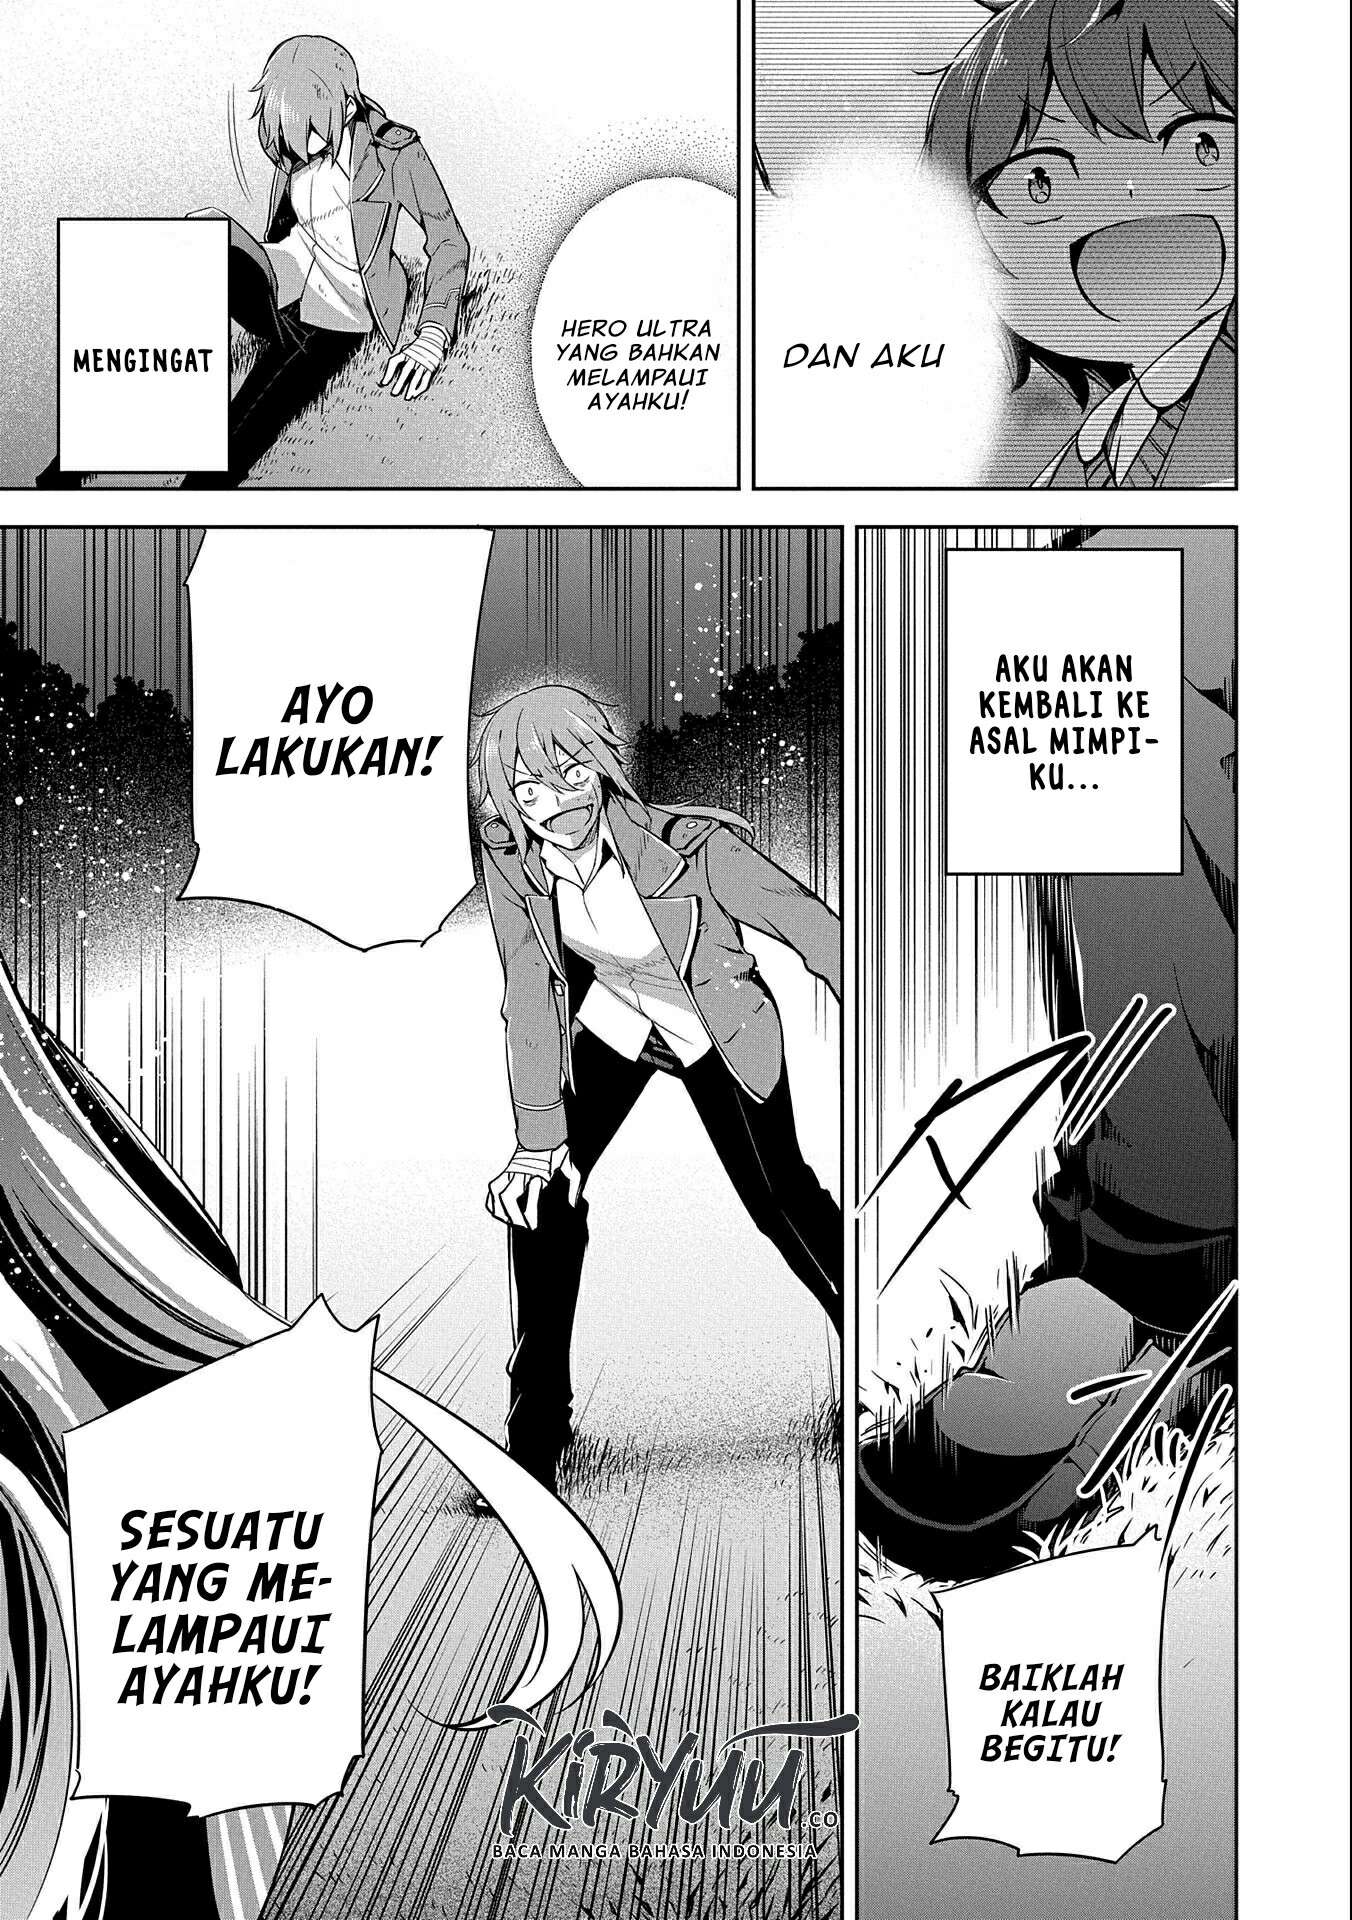 DAN AKU
HERO ULTRA
YANG BAHKAN
MELAMPAUI
AYAHKU!
MENGINGAT
AKU AKAN
KEMBALI KE
ASAL MIMPI-
KU...
BAIKLAH
KALAU
BEGITU!
AYO
LAKUKAN!
SESUATU
YANG ME-
LAMPAUI
AYAHKU!
KIRYUU.CO
BACA MANGA BAHASA INDONESIA